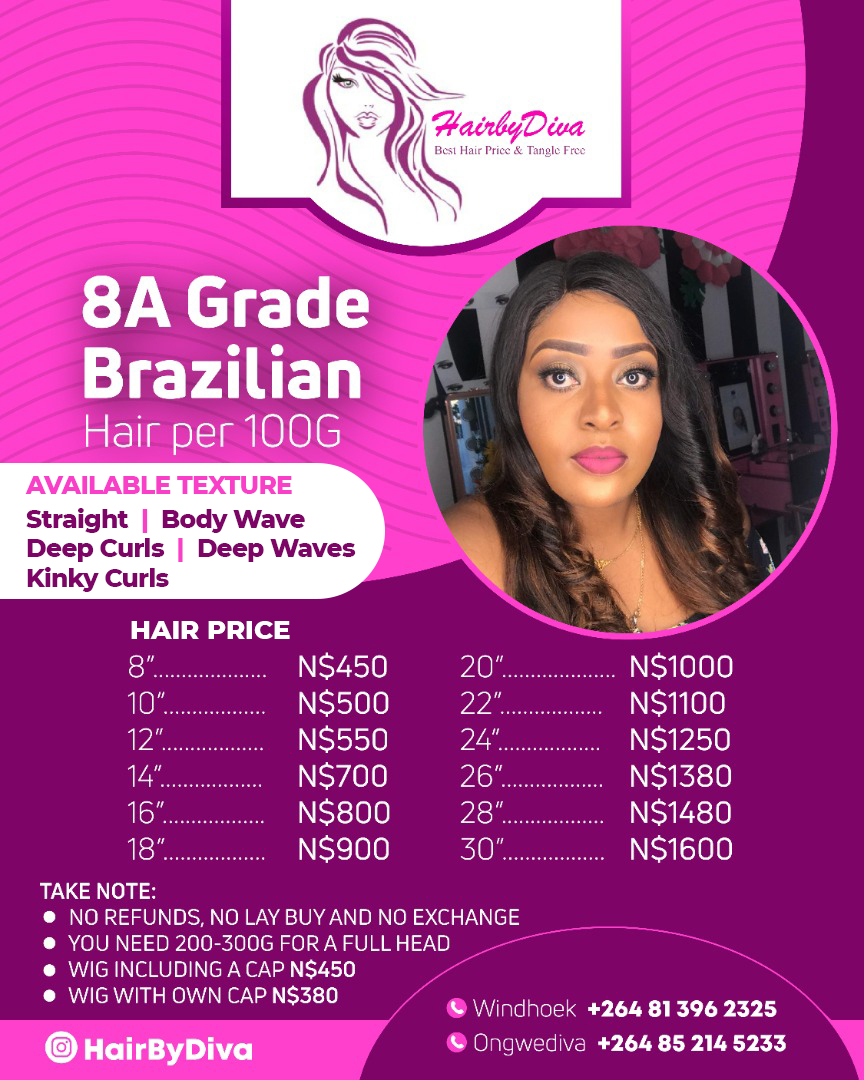 HairbyDiva
Best Hair Price & Tangle Free
8A Grade
Brazilian
Hair per 100G
AVAILABLE TEXTURE
Straight | Body Wave
Deep Curls | Deep Waves
Kinky Curls
HAIR PRICE
8”.................... N$450
10”.................. N$500
12”.................. N$550
14”.................. N$700
16”.................. N$800
18”.................. N$900
20”.................... N$1000
22”.................. N$1100
24”.................. N$1250
26”.................. N$1380
28”.................. N$1480
30”.................. N$1600
TAKE NOTE:
● NO REFUNDS, NO LAY BUY AND NO EXCHANGE
● YOU NEED 200-300G FOR A FULL HEAD
● WIG INCLUDING A CAP N$450
● WIG WITH OWN CAP N$380
Windhoek +264 81 396 2325
Ongwediva +264 85 214 5233
HairByDiva